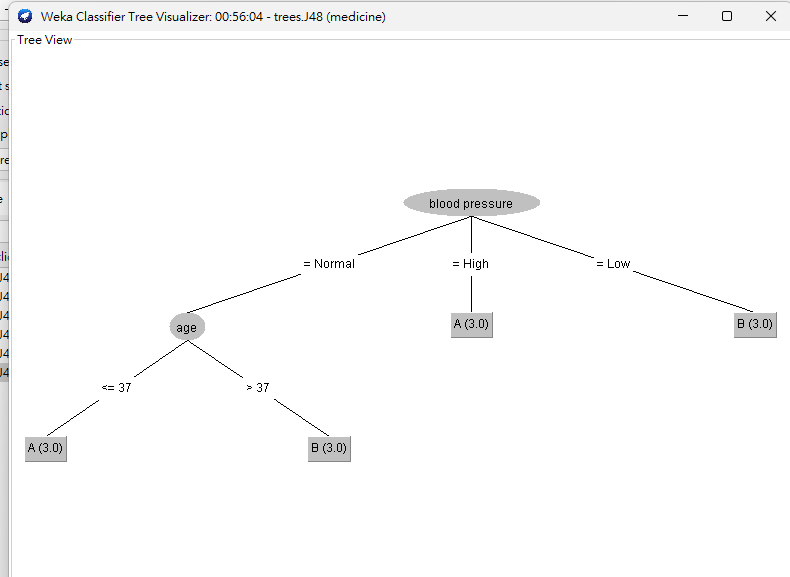 Weka Classifier Tree Visualizer: 00:56:04 - trees.J48 (medicine)
Tree View
blood pressure
= Normal
= High
= Low
age
A (3.0)
B (3.0)
<= 37
> 37
A (3.0)
B (3.0)